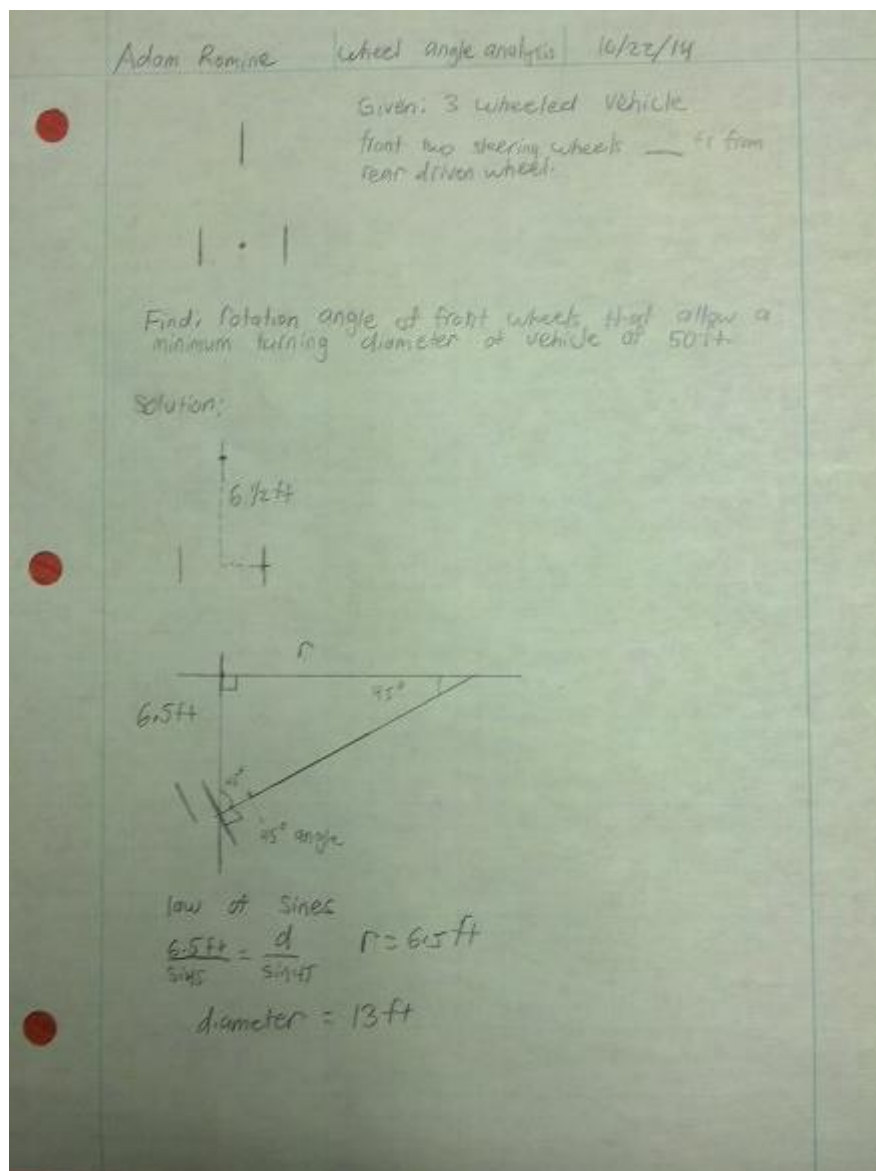 Adam Romine wheel angle analysis 10/22/14
Given: 3 wheeled vehicle
front two steering wheels __ ft from
rear driven wheel.
Find: rotation angle of front wheels that allow a
minimum turning diameter of vehicle of 50 ft.
Solution:
6 1/2 ft
r
45°
6.5ft
45° angle
law of sines
6.5ft/sin45 = d/sin45 r = 6.5 ft
diameter = 13 ft